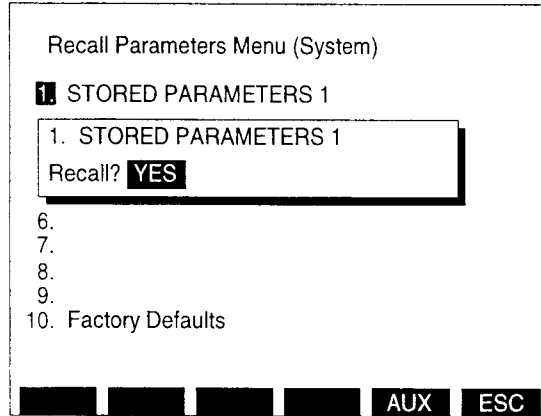 Recall Parameters Menu (System)
1. STORED PARAMETERS 1
1. STORED PARAMETERS 1
Recall? YES
6.
7.
8.
9.
10. Factory Defaults
AUX ESC